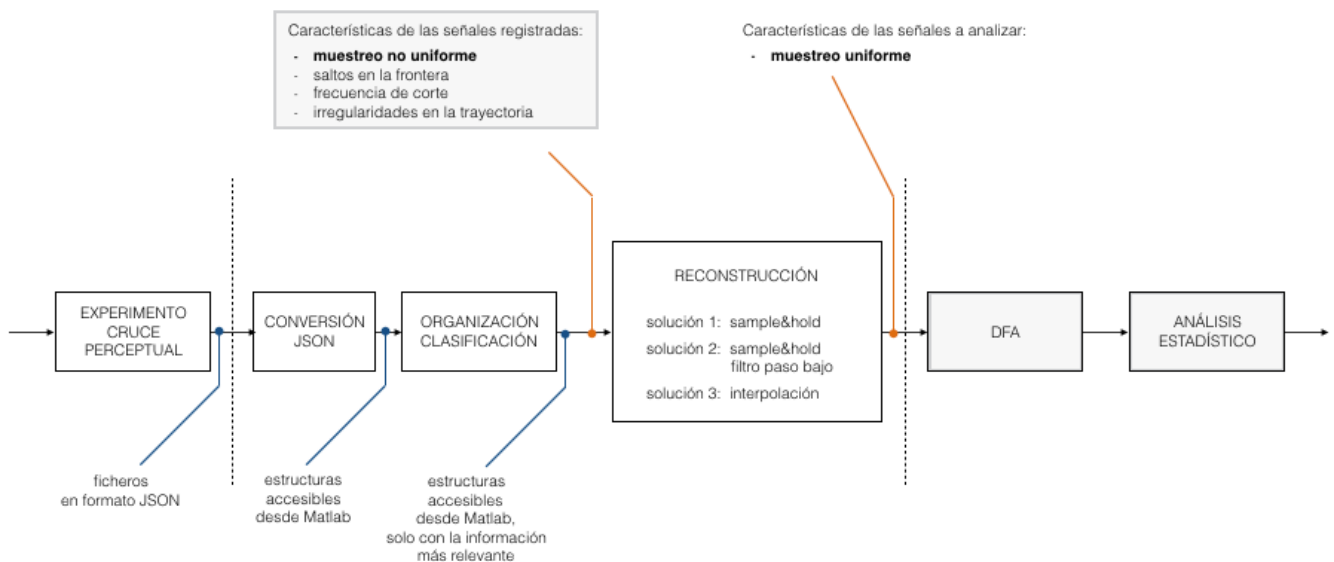 Características de las señales registradas:
- muestreo no uniforme
- saltos en la frontera
- frecuencia de corte
- irregularidades en la trayectoria
Características de las señales a analizar:
- muestreo uniforme
EXPERIMENTO
CRUCE
PERCEPTUAL
CONVERSIÓN
JSON
ORGANIZACIÓN
CLASIFICACIÓN
RECONSTRUCCIÓN
solución 1: sample&hold
solución 2: sample&hold
filtro paso bajo
solución 3: interpolación
DFA
ANÁLISIS
ESTADÍSTICO
ficheros
en formato JSON
estructuras
accesibles
desde Matlab
estructuras
accesibles
desde Matlab,
solo con la información
más relevante